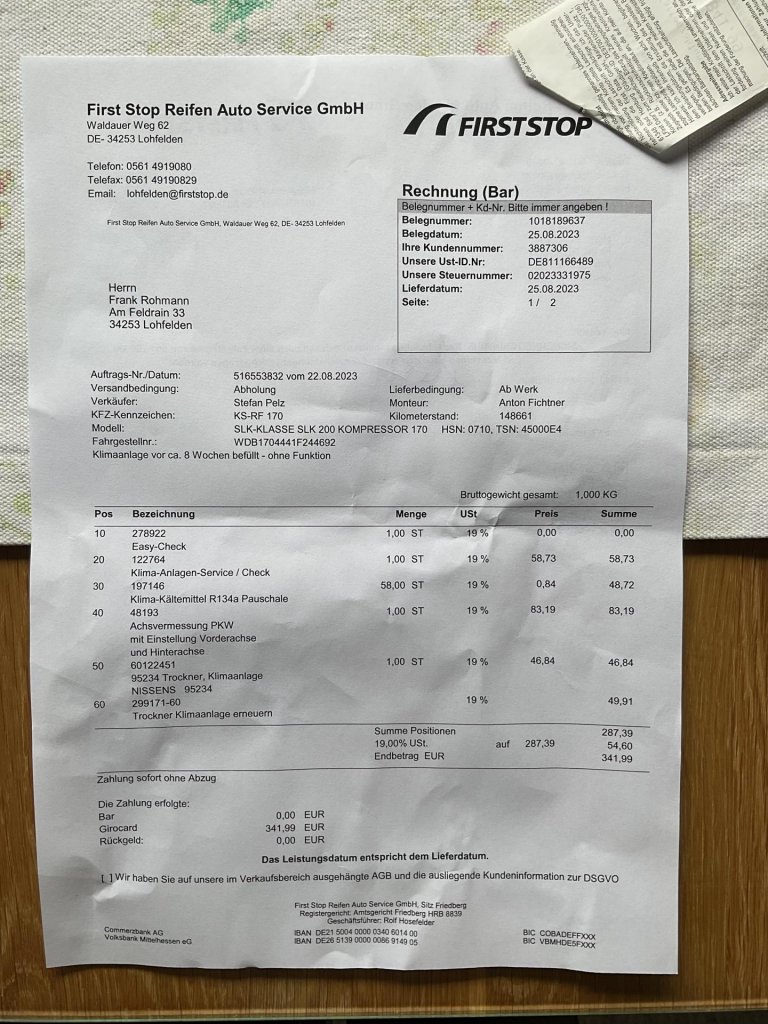 First Stop Reifen Auto Service GmbH
Waldauer Weg 62
DE- 34253 Lohfelden
Telefon: 0561 4919080
Telefax: 0561 49190829
Email: lohfelden@firststop.de
FIRSTSTOP
First Stop Reifen Auto Service GmbH, Waldauer Weg 62, DE- 34253 Lohfelden
Rechnung (Bar)
Belegnummer + Kd-Nr. Bitte immer angeben !
Belegnummer: 1018189637
Belegdatum: 25.08.2023
Ihre Kundennummer: 3887306
Unsere Ust-ID.Nr: DE811166489
Unsere Steuernummer: 02023331975
Lieferdatum: 25.08.2023
Seite: 1 / 2
Herrn
Frank Rohmann
Am Feldrain 33
34253 Lohfelden
Auftrags-Nr./Datum: 516553832 vom 22.08.2023
Versandbedingung: Abholung Lieferbedingung: Ab Werk
Verkäufer: Stefan Pelz Monteur: Anton Fichtner
KFZ-Kennzeichen: KS-RF 170 Kilometerstand: 148661
Modell: SLK-KLASSE SLK 200 KOMPRESSOR 170 HSN: 0710, TSN: 45000E4
Fahrgestellnr.: WDB1704441F244692
Klimaanlage vor ca. 8 Wochen befüllt - ohne Funktion
Bruttogewicht gesamt: 1,000 KG
Pos Bezeichnung Menge USt Preis Summe
10 278922 1,00 ST 19 % 0,00 0,00
Easy-Check
20 122764 1,00 ST 19 % 58,73 58,73
Klima-Anlagen-Service / Check
30 197146 58,00 ST 19 % 0,84 48,72
Klima-Kältemittel R134a Pauschale
40 48193 1,00 ST 19 % 83,19 83,19
Achsvermessung PKW
mit Einstellung Vorderachse
und Hinterachse
50 60122451 1,00 ST 19 % 46,84 46,84
95234 Trockner, Klimaanlage
NISSENS 95234
60 299171-60 19 % 49,91
Trockner Klimaanlage erneuern
Summe Positionen 287,39
19,00% USt. auf 287,39 54,60
Endbetrag EUR 341,99
Zahlung sofort ohne Abzug
Die Zahlung erfolgte:
Bar 0,00 EUR
Girocard 341,99 EUR
Rückgeld: 0,00 EUR
Das Leistungsdatum entspricht dem Lieferdatum.
[ ] Wir haben Sie auf unsere im Verkaufsbereich ausgehängte AGB und die ausliegende Kundeninformation zur DSGVO
First Stop Reifen Auto Service GmbH, Sitz Friedberg
Registergericht: Amtsgericht Friedberg HRB 8839
Geschäftsführer: Rolf Hosefelder
Commerzbank AG IBAN DE21 5004 0000 0340 6014 00 BIC COBADEFFXXX
Volksbank Mittelhessen eG IBAN DE26 5139 0000 0086 9149 05 BIC VBMHDE5FXXX